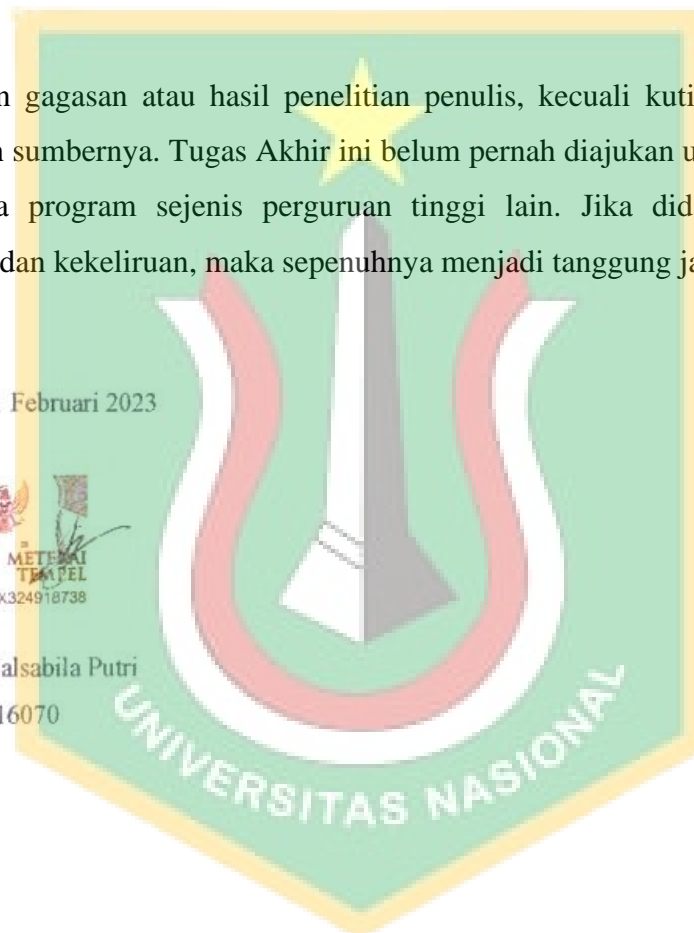 n gagasan atau hasil penelitian penulis, kecuali kuti
n sumbernya. Tugas Akhir ini belum pernah diajukan u
a program sejenis perguruan tinggi lain. Jika did
dan kekeliruan, maka sepenuhnya menjadi tanggung ja
Februari 2023
METERAI
TEMPEL
X324918738
alsabila Putri
16070
UNIVERSITAS NASIONAL